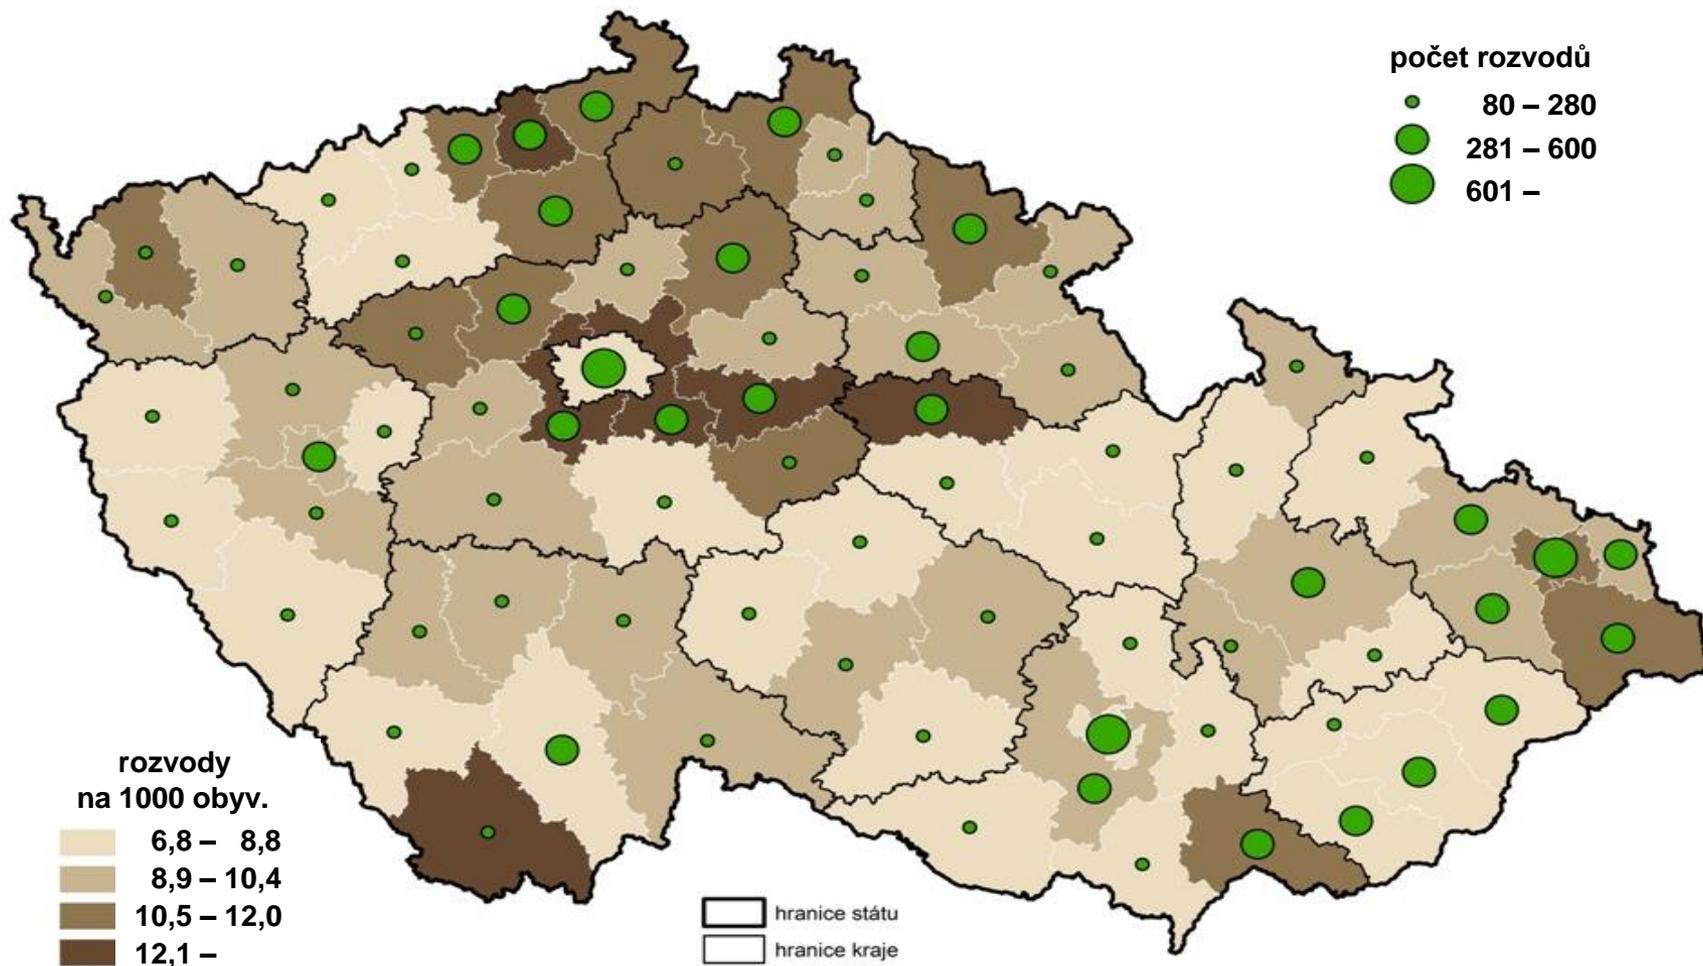 počet rozvodů
80 – 280
281 – 600
601 –
rozvody
na 1000 obyv.
6,8 – 8,8
8,9 – 10,4
10,5 – 12,0
12,1 –
hranice státu
hranice kraje